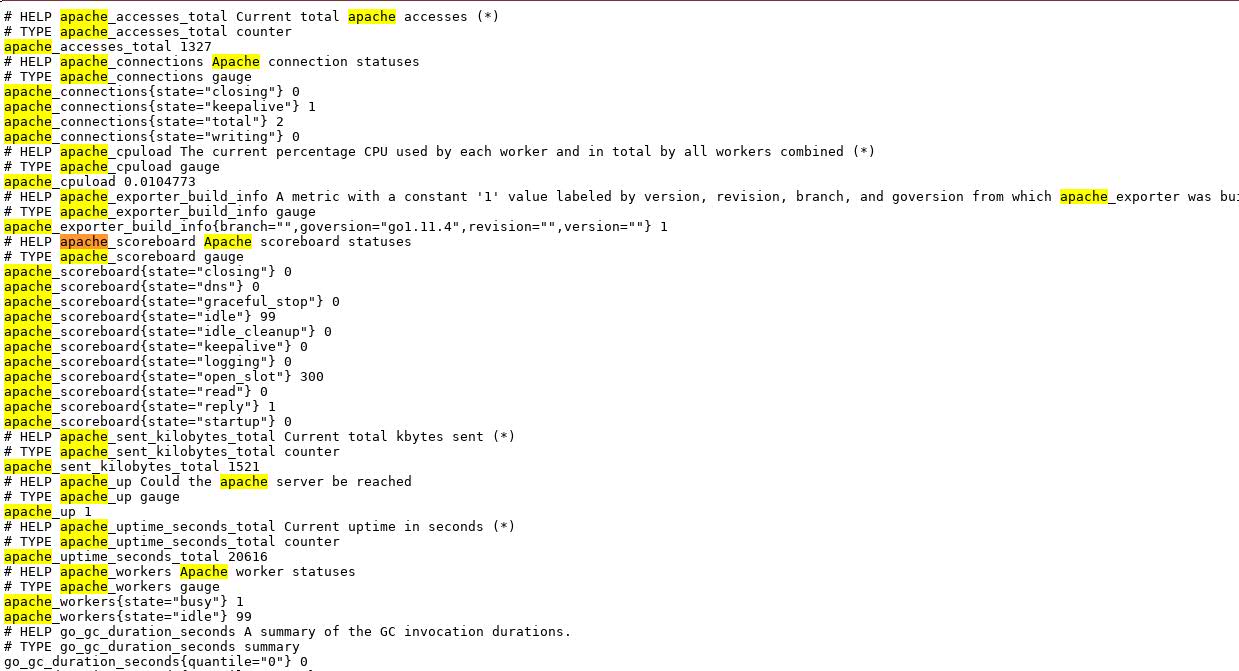 # HELP apache_accesses_total Current total apache accesses (*)
# TYPE apache_accesses_total counter
apache_accesses_total 1327
# HELP apache_connections Apache connection statuses
# TYPE apache_connections gauge
apache_connections{state="closing"} 0
apache_connections{state="keepalive"} 1
apache_connections{state="total"} 2
apache_connections{state="writing"} 0
# HELP apache_cpuload The current percentage CPU used by each worker and in total by all workers combined (*)
# TYPE apache_cpuload gauge
apache_cpuload 0.0104773
# HELP apache_exporter_build_info A metric with a constant '1' value labeled by version, revision, branch, and goversion from which apache_exporter was bui
# TYPE apache_exporter_build_info gauge
apache_exporter_build_info{branch="",goversion="go1.11.4",revision="",version=""} 1
# HELP apache_scoreboard Apache scoreboard statuses
# TYPE apache_scoreboard gauge
apache_scoreboard{state="closing"} 0
apache_scoreboard{state="dns"} 0
apache_scoreboard{state="graceful_stop"} 0
apache_scoreboard{state="idle"} 99
apache_scoreboard{state="idle_cleanup"} 0
apache_scoreboard{state="keepalive"} 0
apache_scoreboard{state="logging"} 0
apache_scoreboard{state="open_slot"} 300
apache_scoreboard{state="read"} 0
apache_scoreboard{state="reply"} 1
apache_scoreboard{state="startup"} 0
# HELP apache_sent_kilobytes_total Current total kbytes sent (*)
# TYPE apache_sent_kilobytes_total counter
apache_sent_kilobytes_total 1521
# HELP apache_up Could the apache server be reached
# TYPE apache_up gauge
apache_up 1
# HELP apache_uptime_seconds_total Current uptime in seconds (*)
# TYPE apache_uptime_seconds_total counter
apache_uptime_seconds_total 20616
# HELP apache_workers Apache worker statuses
# TYPE apache_workers gauge
apache_workers{state="busy"} 1
apache_workers{state="idle"} 99
# HELP go_gc_duration_seconds A summary of the GC invocation durations.
# TYPE go_gc_duration_seconds summary
go_gc_duration_seconds{quantile="0"} 0